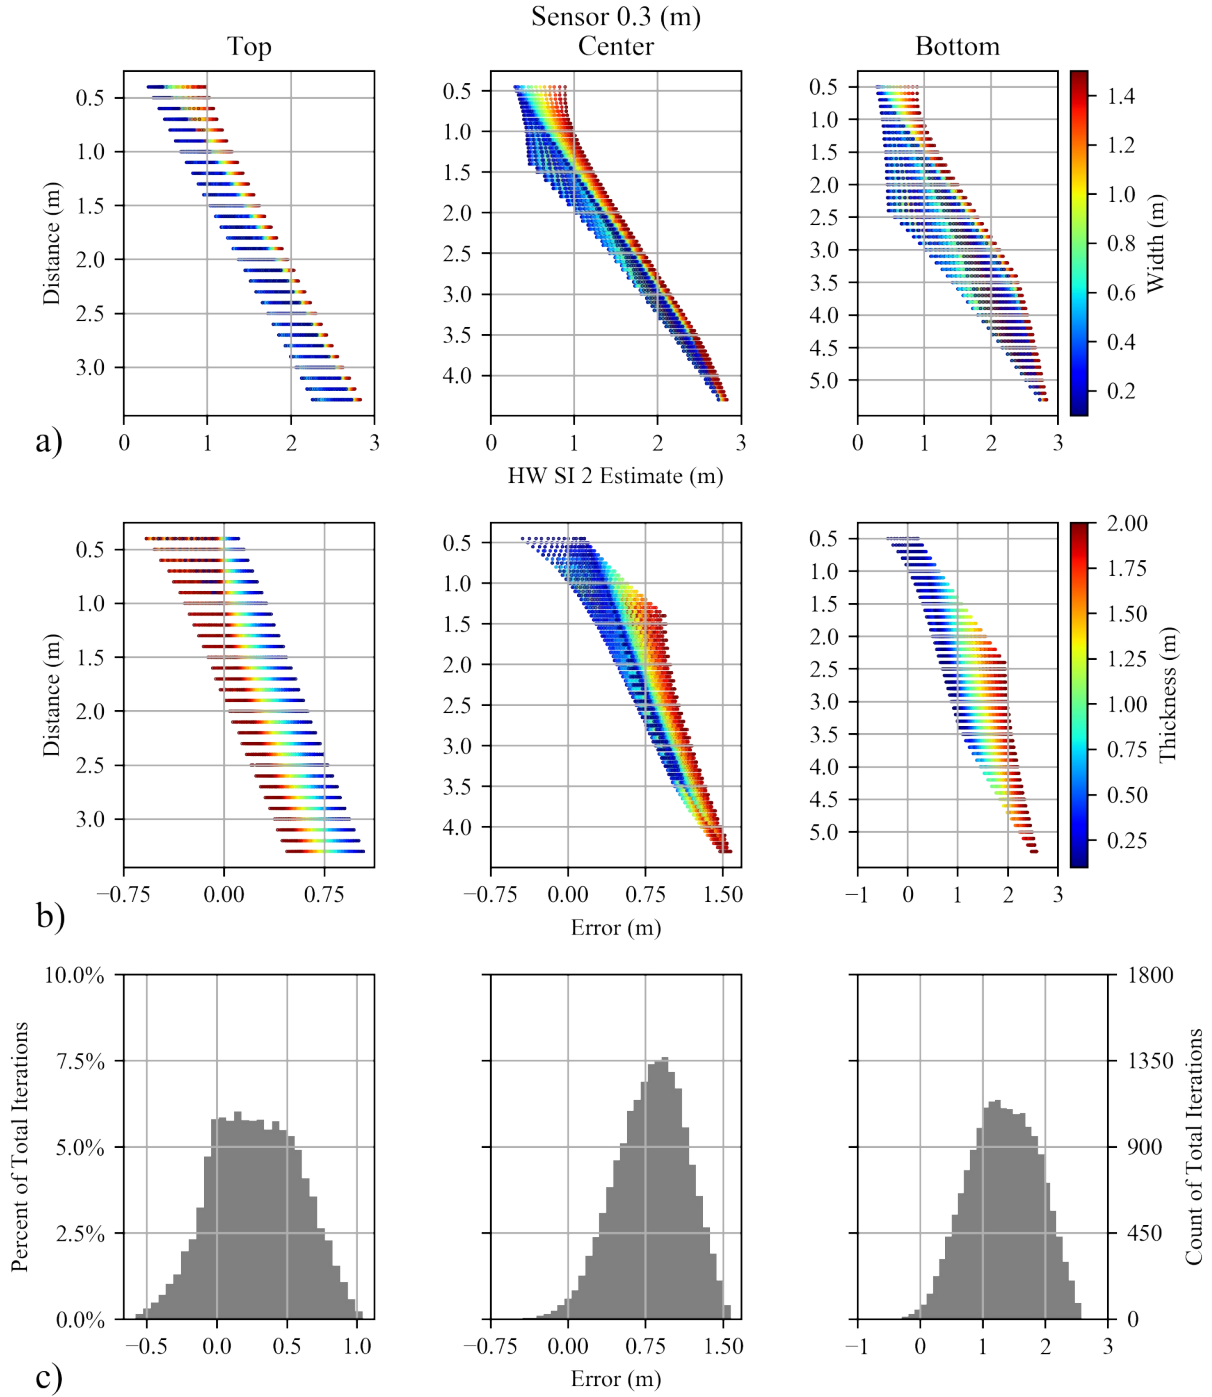 Sensor 0.3 (m)
Top Center Bottom
0.5 0.5 0.5 1.4
1.0 1.0 1.0 1.2
1.5 1.5 1.5
2.0 2.0 2.0 1.0
2.5 2.5 2.5 0.8
3.0 3.0 3.0 0.6
3.5 3.5 0.4
4.0 4.0 0.2
4.5
5.0
Distance (m)
Width (m)
0 1 2 3 0 1 2 3 0 1 2 3
a)
HW SI 2 Estimate (m)
0.5 0.5 0.5 2.00
1.0 1.0 1.0 1.75
1.5 1.5 1.5 1.50
2.0 2.0 2.0 1.25
2.5 2.5 2.5 1.00
3.0 3.0 3.0 0.75
3.5 3.5 0.50
4.0 4.0 0.25
4.5
5.0
Distance (m)
Thickness (m)
−0.75 0.00 0.75 −0.75 0.00 0.75 1.50 −1 0 1 2 3
b)
Error (m)
10.0% 1800
7.5% 1350
5.0% 900
2.5% 450
0.0% 0
Percent of Total Iterations
Count of Total Iterations
−0.5 0.0 0.5 1.0 −0.75 0.00 0.75 1.50 −1 0 1 2 3
c)
Error (m)